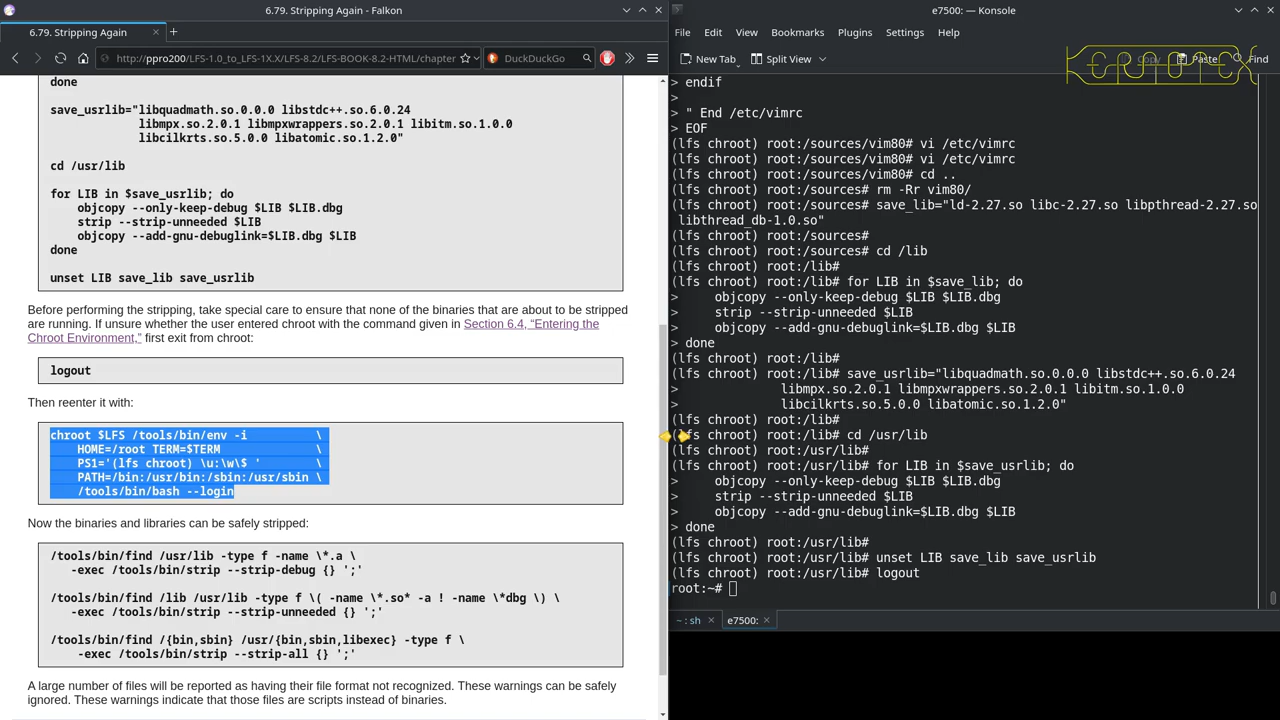 6.79. Stripping Again - Falkon
6.79. Stripping Again
http://ppro200/LFS-1.0_to_LFS-1X.X/LFS-8.2/LFS-BOOK-8.2-HTML/chapter
DuckDuckGo
done
save_usrlib="libquadmath.so.0.0.0 libstdc++.so.6.0.24
libmpx.so.2.0.1 libmpxwrappers.so.2.0.1 libitm.so.1.0.0
libcilkrts.so.5.0.0 libatomic.so.1.2.0"
cd /usr/lib
for LIB in $save_usrlib; do
objcopy --only-keep-debug $LIB $LIB.dbg
strip --strip-unneeded $LIB
objcopy --add-gnu-debuglink=$LIB.dbg $LIB
done
unset LIB save_lib save_usrlib
Before performing the stripping, take special care to ensure that none of the binaries that are about to be stripped
are running. If unsure whether the user entered chroot with the command given in Section 6.4, “Entering the
Chroot Environment,” first exit from chroot:
logout
Then reenter it with:
chroot $LFS /tools/bin/env -i \
HOME=/root TERM=$TERM \
PS1='(lfs chroot) \u:\w\$ ' \
PATH=/bin:/usr/bin:/sbin:/usr/sbin \
/tools/bin/bash --login
Now the binaries and libraries can be safely stripped:
/tools/bin/find /usr/lib -type f -name \*.a \
-exec /tools/bin/strip --strip-debug {} ';'
/tools/bin/find /lib /usr/lib -type f \( -name \*.so* -a ! -name \*dbg \) \
-exec /tools/bin/strip --strip-unneeded {} ';'
/tools/bin/find /{bin,sbin} /usr/{bin,sbin,libexec} -type f \
-exec /tools/bin/strip --strip-all {} ';'
A large number of files will be reported as having their file format not recognized. These warnings can be safely
ignored. These warnings indicate that those files are scripts instead of binaries.
e7500: — Konsole
File Edit View Bookmarks Plugins Settings Help
New Tab Split View Copy Paste Find
> endif
>
> " End /etc/vimrc
> EOF
(lfs chroot) root:/sources/vim80# vi /etc/vimrc
(lfs chroot) root:/sources/vim80# vi /etc/vimrc
(lfs chroot) root:/sources/vim80# cd ..
(lfs chroot) root:/sources# rm -Rr vim80/
(lfs chroot) root:/sources# save_lib="ld-2.27.so libc-2.27.so libpthread-2.27.so
libthread_db-1.0.so"
(lfs chroot) root:/sources#
(lfs chroot) root:/sources# cd /lib
(lfs chroot) root:/lib#
(lfs chroot) root:/lib# for LIB in $save_lib; do
> objcopy --only-keep-debug $LIB $LIB.dbg
> strip --strip-unneeded $LIB
> objcopy --add-gnu-debuglink=$LIB.dbg $LIB
> done
(lfs chroot) root:/lib#
(lfs chroot) root:/lib# save_usrlib="libquadmath.so.0.0.0 libstdc++.so.6.0.24
> libmpx.so.2.0.1 libmpxwrappers.so.2.0.1 libitm.so.1.0.0
> libcilkrts.so.5.0.0 libatomic.so.1.2.0"
(lfs chroot) root:/lib#
(lfs chroot) root:/lib# cd /usr/lib
(lfs chroot) root:/usr/lib#
(lfs chroot) root:/usr/lib# for LIB in $save_usrlib; do
> objcopy --only-keep-debug $LIB $LIB.dbg
> strip --strip-unneeded $LIB
> objcopy --add-gnu-debuglink=$LIB.dbg $LIB
> done
(lfs chroot) root:/usr/lib#
(lfs chroot) root:/usr/lib# unset LIB save_lib save_usrlib
(lfs chroot) root:/usr/lib# logout
root:~#
~ : sh e7500: